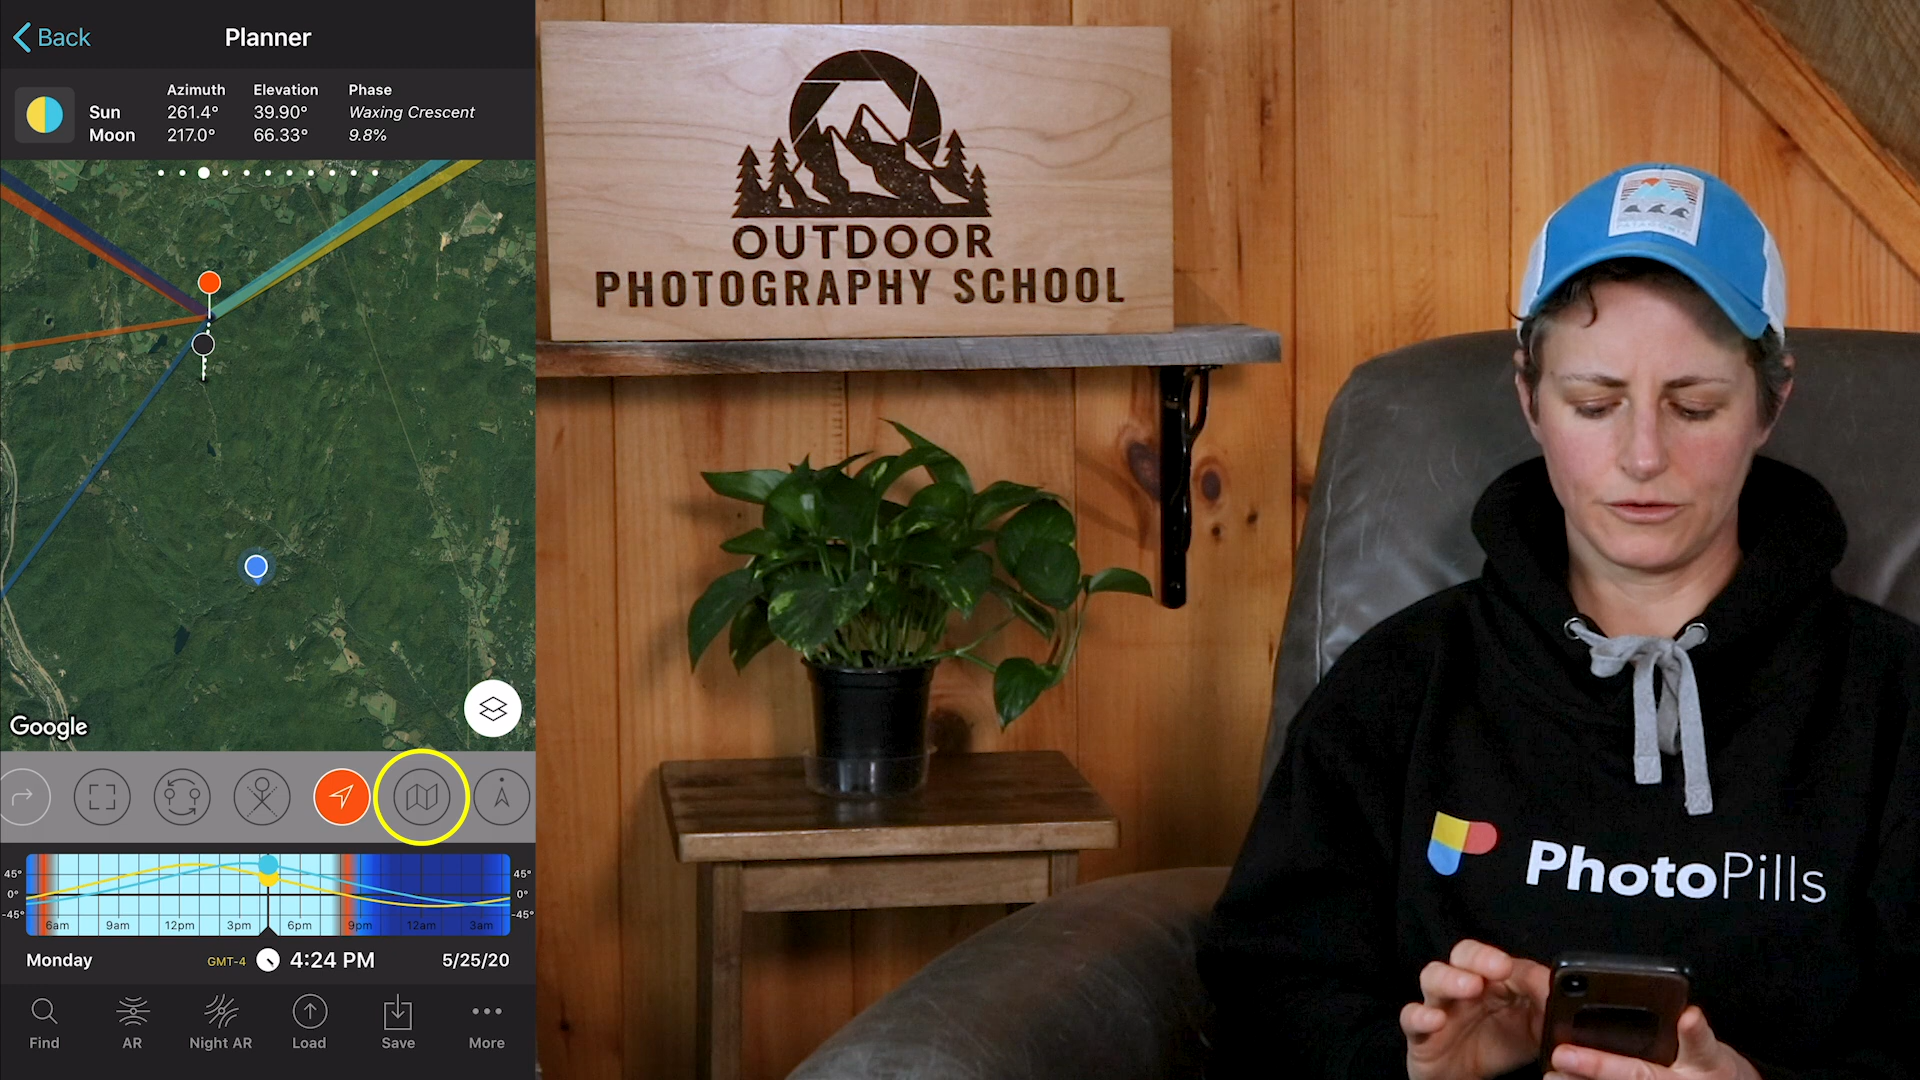 Back
Planner
Azimuth Elevation Phase
Sun 261.4° 39.90° Waxing Crescent
Moon 217.0° 66.33° 9.8%
Google
45° 45°
0° 0°
-45° -45°
6am 9am 12pm 3pm 6pm 9pm 12am 3am
Monday GMT-4 4:24 PM 5/25/20
Find AR Night AR Load Save More
OUTDOOR
PHOTOGRAPHY SCHOOL
PATAGONIA
PhotoPills